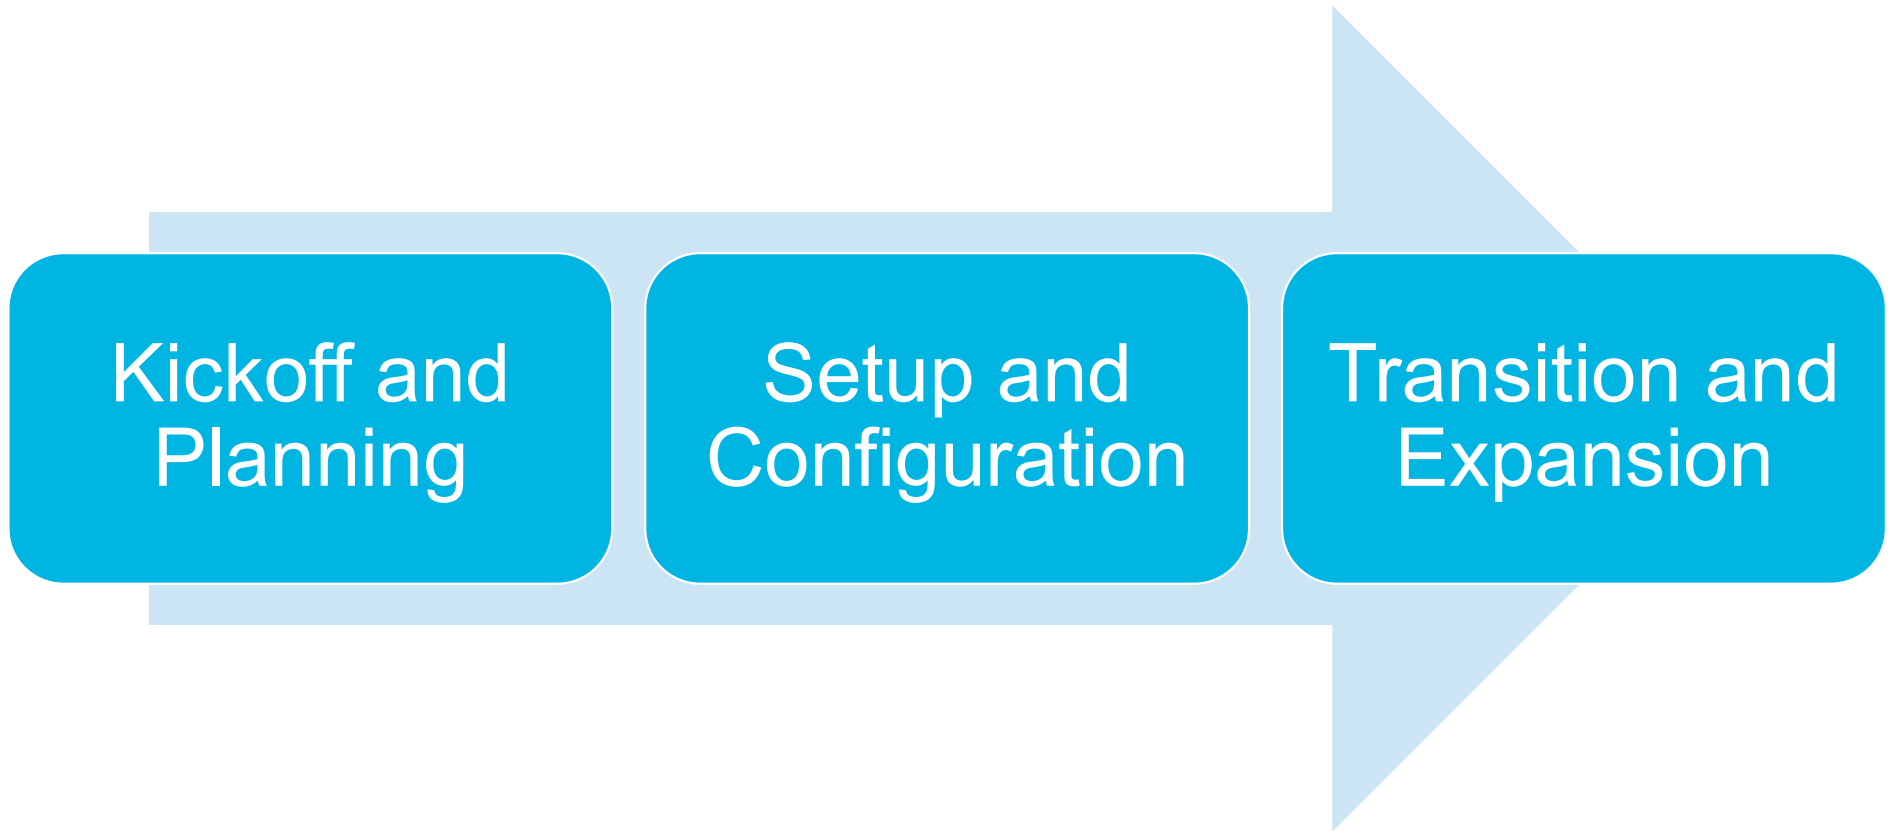 Kickoff and
Planning
Setup and
Configuration
Transition and
Expansion